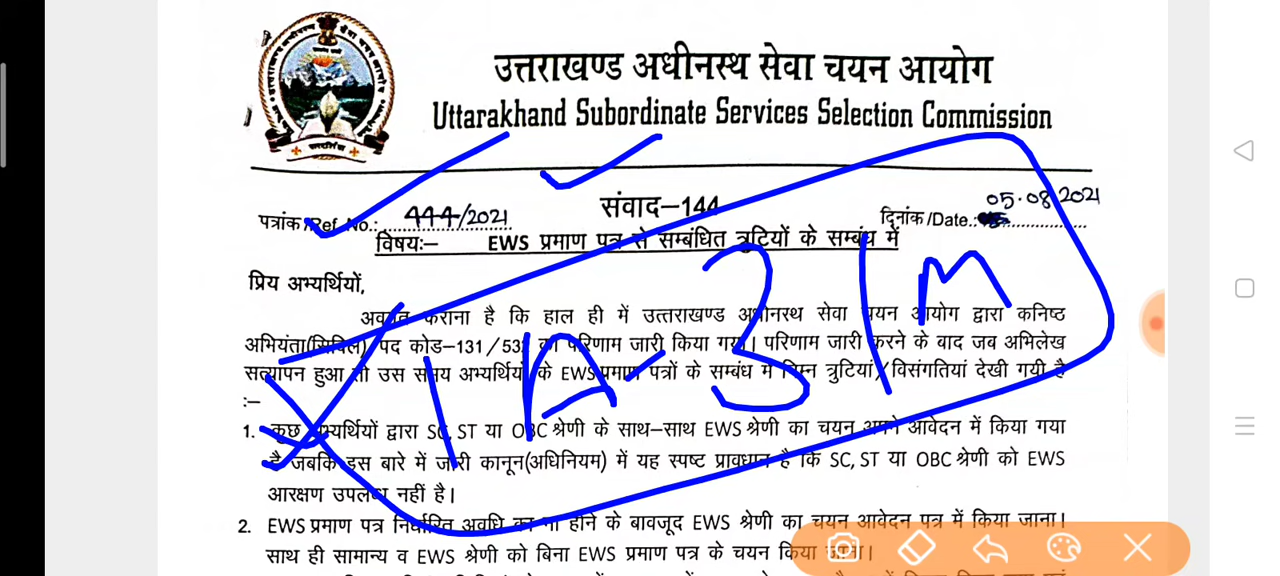 उत्तराखण्ड अधीनस्थ सेवा चयन आयोग
Uttarakhand Subordinate Services Selection Commission
पत्रांक/Ref. No.: 444/2021
संवाद–144
दिनांक/Date.: 05.08.2021
विषयः– EWS प्रमाण पत्र से सम्बंधित त्रुटियों के सम्बंध में
प्रिय अभ्यर्थियों,
अवगत कराना है कि हाल ही में उत्तराखण्ड अधीनस्थ सेवा चयन आयोग द्वारा कनिष्ठ
अभियंता(सिविल) पद कोड–131/53 का परिणाम जारी किया गया। परिणाम जारी करने के बाद जब अभिलेख
सत्यापन हुआ तो उस समय अभ्यर्थियों के EWS प्रमाण पत्रों के सम्बंध में निम्न त्रुटियां/विसंगतियां देखी गयी है
:–
1. कुछ अभ्यर्थियों द्वारा SC, ST या OBC श्रेणी के साथ–साथ EWS श्रेणी का चयन अपने आवेदन में किया गया
है जबकि इस बारे में जारी कानून(अधिनियम) में यह स्पष्ट प्रावधान है कि SC, ST या OBC श्रेणी को EWS
आरक्षण उपलब्ध नहीं है।
2. EWS प्रमाण पत्र निर्धारित अवधि का ना होने के बावजूद EWS श्रेणी का चयन आवेदन पत्र में किया जाना।
साथ ही सामान्य व EWS श्रेणी को बिना EWS प्रमाण पत्र के चयन किया जाना।